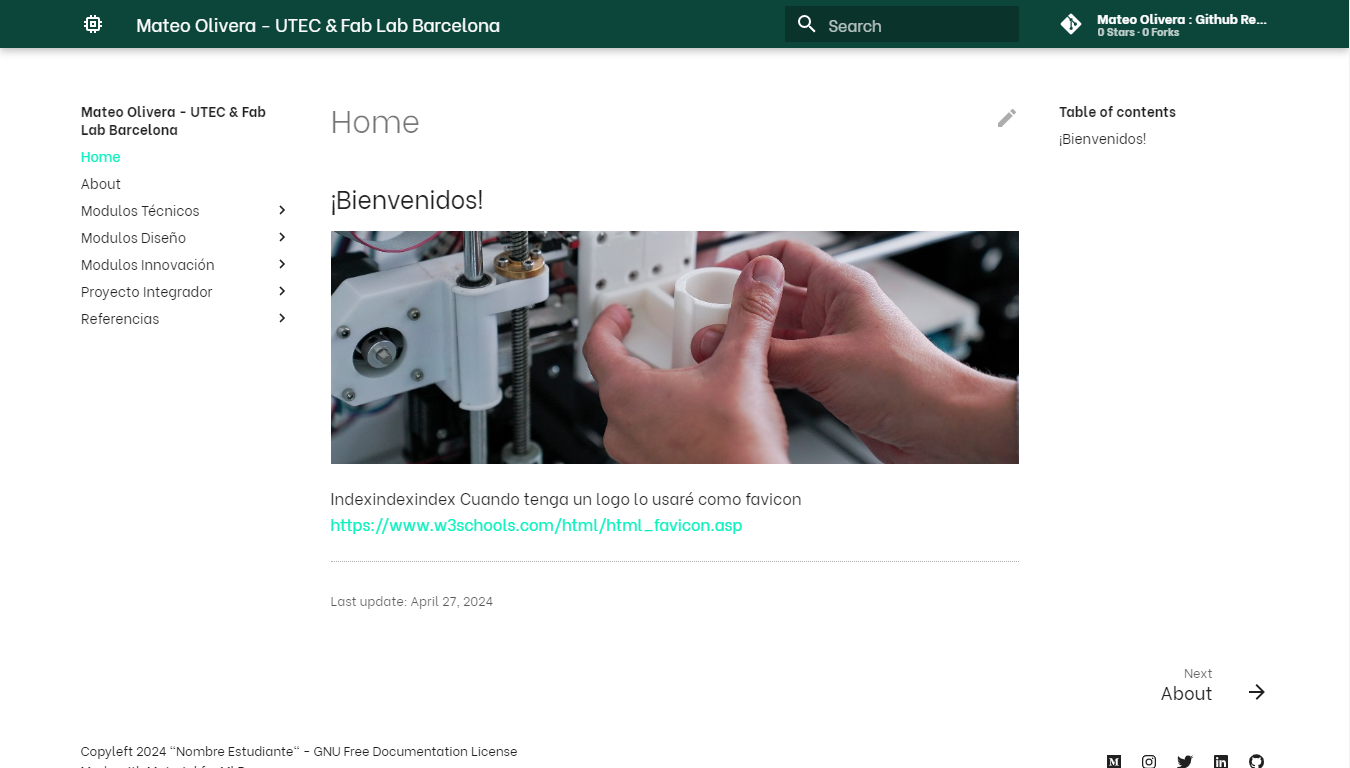 Mateo Olivera - UTEC & Fab Lab Barcelona
Search
Mateo Olivera : Github Re...
0 Stars · 0 Forks
Mateo Olivera - UTEC & Fab
Lab Barcelona
Home
About
Modulos Técnicos
Modulos Diseño
Modulos Innovación
Proyecto Integrador
Referencias
Home
¡Bienvenidos!
Indexindexindex Cuando tenga un logo lo usaré como favicon
https://www.w3schools.com/html/html_favicon.asp
Last update: April 27, 2024
Table of contents
¡Bienvenidos!
Next
About
Copyleft 2024 "Nombre Estudiante" - GNU Free Documentation License